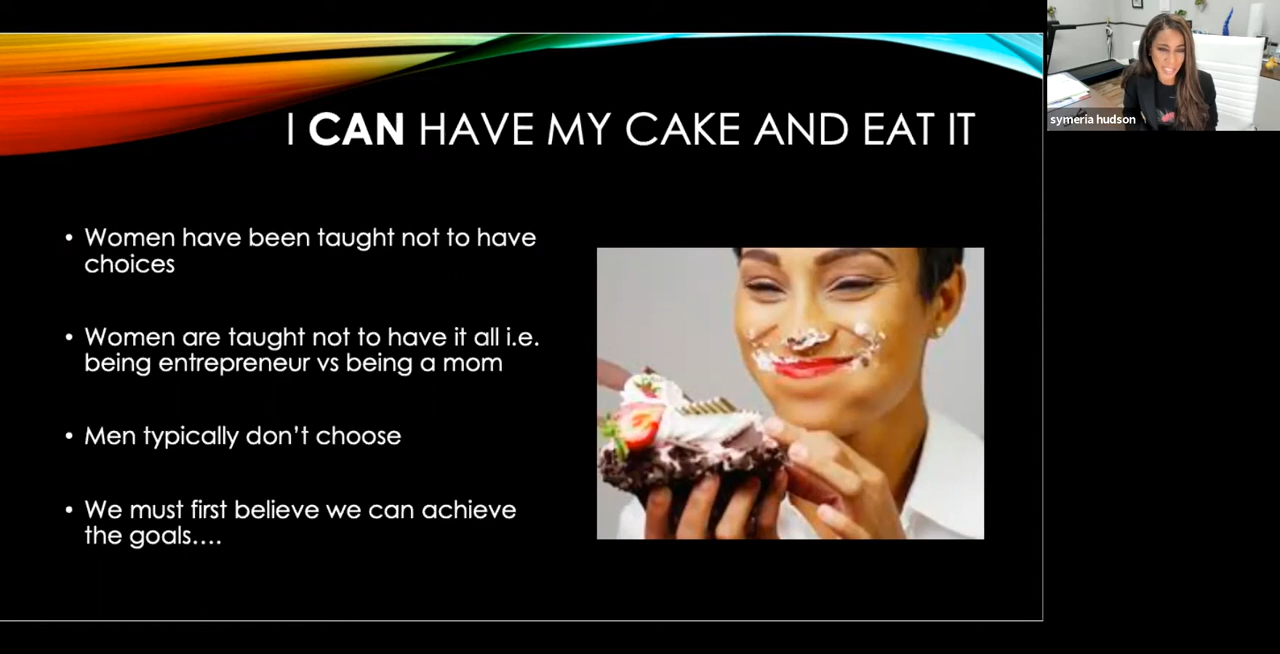 I CAN HAVE MY CAKE AND EAT IT
symeria hudson
• Women have been taught not to have
choices
• Women are taught not to have it all i.e.
being entrepreneur vs being a mom
• Men typically don’t choose
• We must first believe we can achieve
the goals....